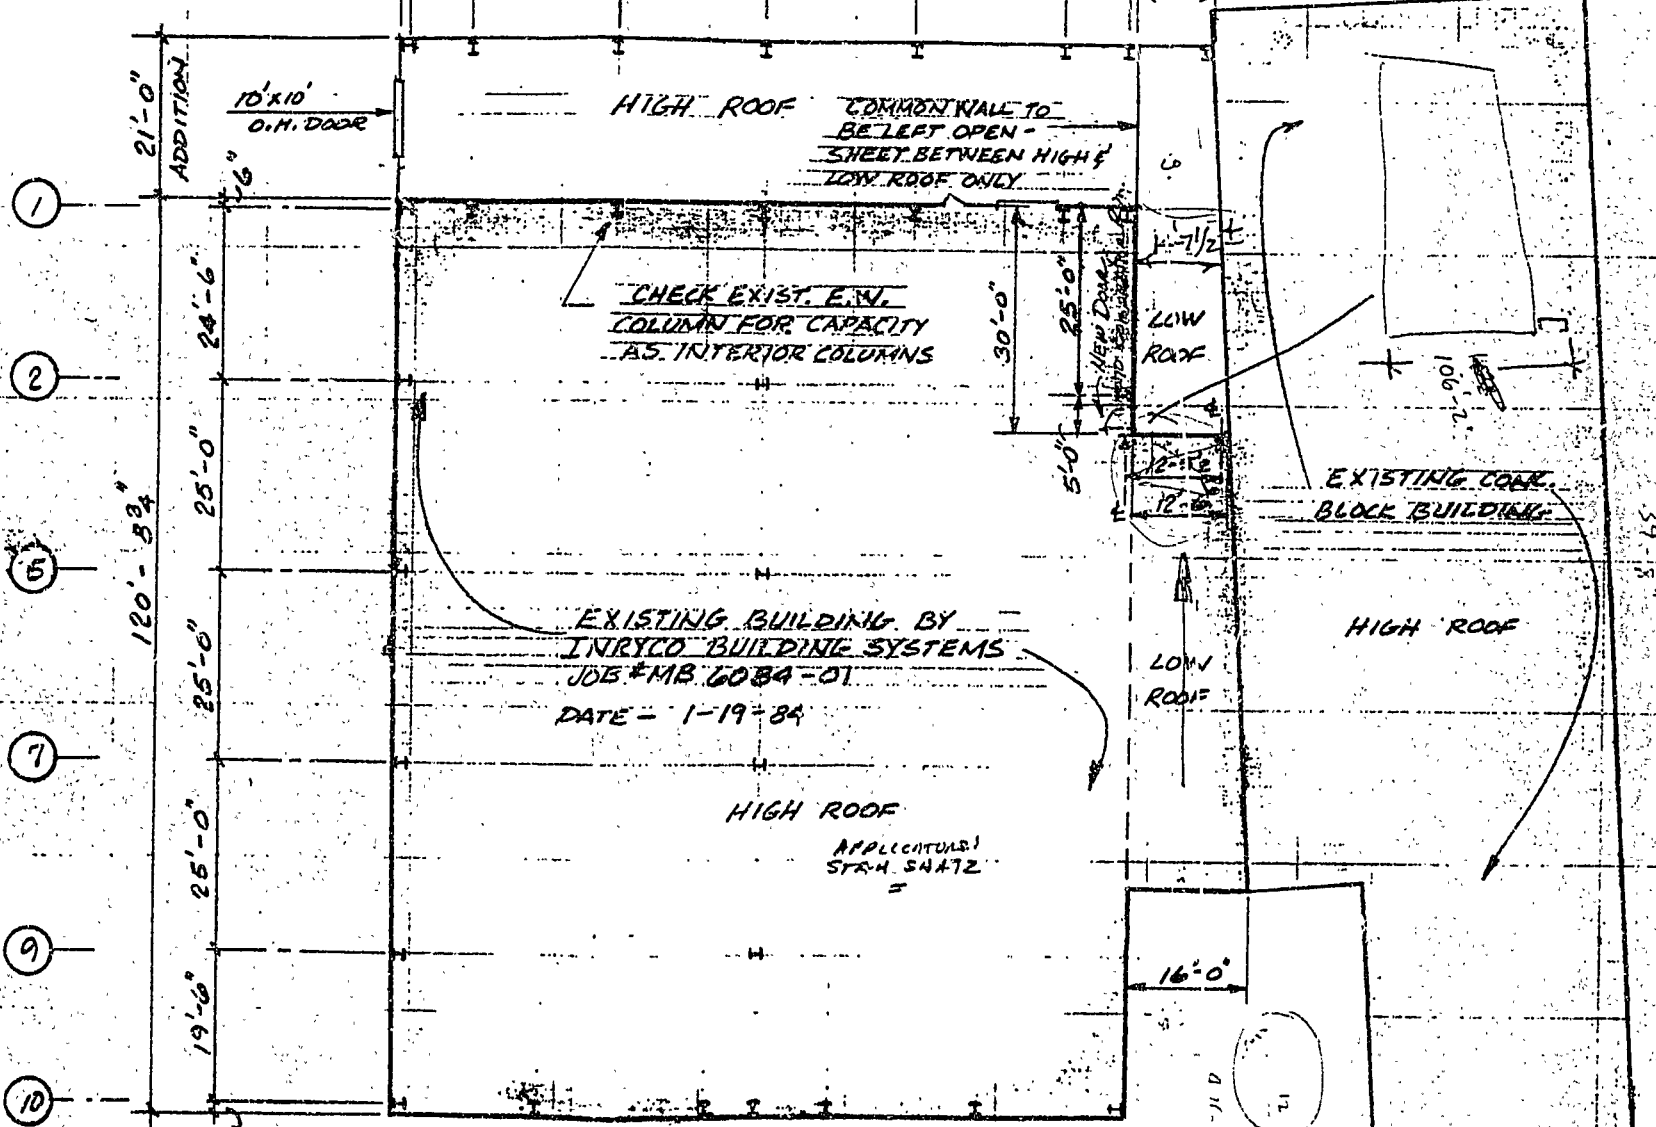 21'-0"
ADDITION
10'x10'
O.H. DOOR
HIGH ROOF
COMMON WALL TO
BE LEFT OPEN -
SHEET BETWEEN HIGH &
LOW ROOF ONLY
6"
1
24'-6"
CHECK EXIST. E.W.
COLUMN FOR CAPACITY
AS INTERIOR COLUMNS
30'-0"
25'-0"
NEW DOOR
LOW
ROOF
2
5'-0"
106'-2"
25'-0"
120'-8 3/4"
EXISTING CONC.
BLOCK BUILDING
5
EXISTING BUILDING BY
INRYCO BUILDING SYSTEMS
JOB #MB 6084-01
DATE - 1-19-84
25'-0"
LOW
ROOF
HIGH ROOF
7
HIGH ROOF
25'-0"
9
16'-0"
19'-6"
10